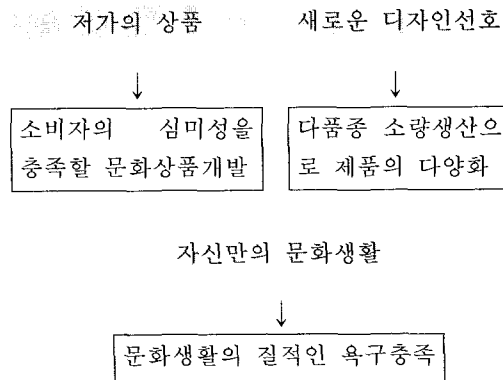 저가의 상품
새로운 디자인선호
↓
↓
소비자의 심미성을
충족할 문화상품개발
다품종 소량생산으
로 제품의 다양화
자신만의 문화생활
↓
문화생활의 질적인 욕구충족